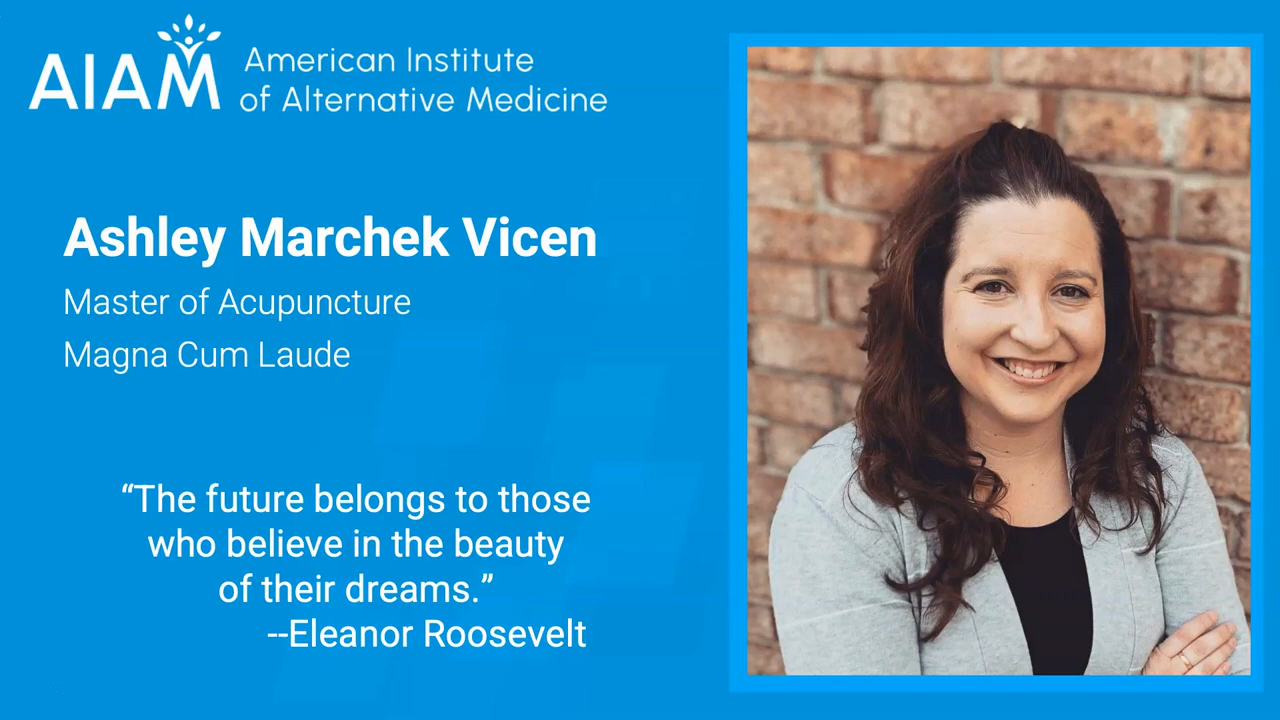 AIAM American Institute
of Alternative Medicine
Ashley Marchek Vicen
Master of Acupuncture
Magna Cum Laude
“The future belongs to those
who believe in the beauty
of their dreams.”
--Eleanor Roosevelt